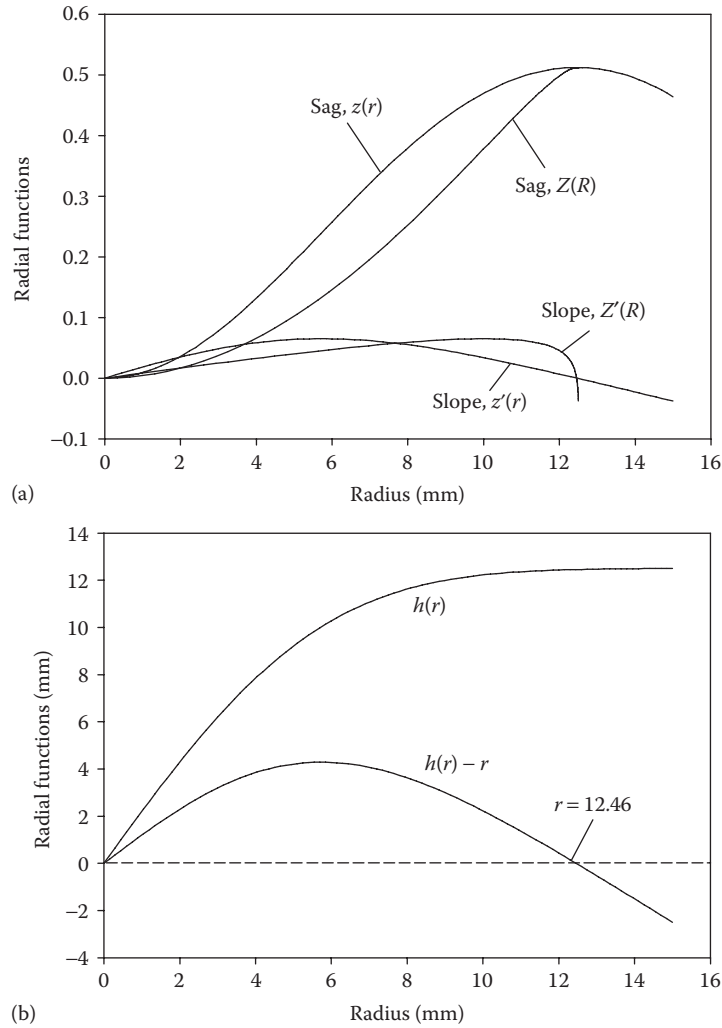 0.6
0.5
0.4
0.3
0.2
0.1
0.0
−0.1
Radial functions
Sag, z(r)
Sag, Z(R)
Slope, Z′(R)
Slope, z′(r)
0 2 4 6 8 10 12 14 16
(a)
Radius (mm)
14
12
10
8
6
4
2
0
−2
−4
Radial functions (mm)
h(r)
h(r) − r
r = 12.46
0 2 4 6 8 10 12 14 16
(b)
Radius (mm)